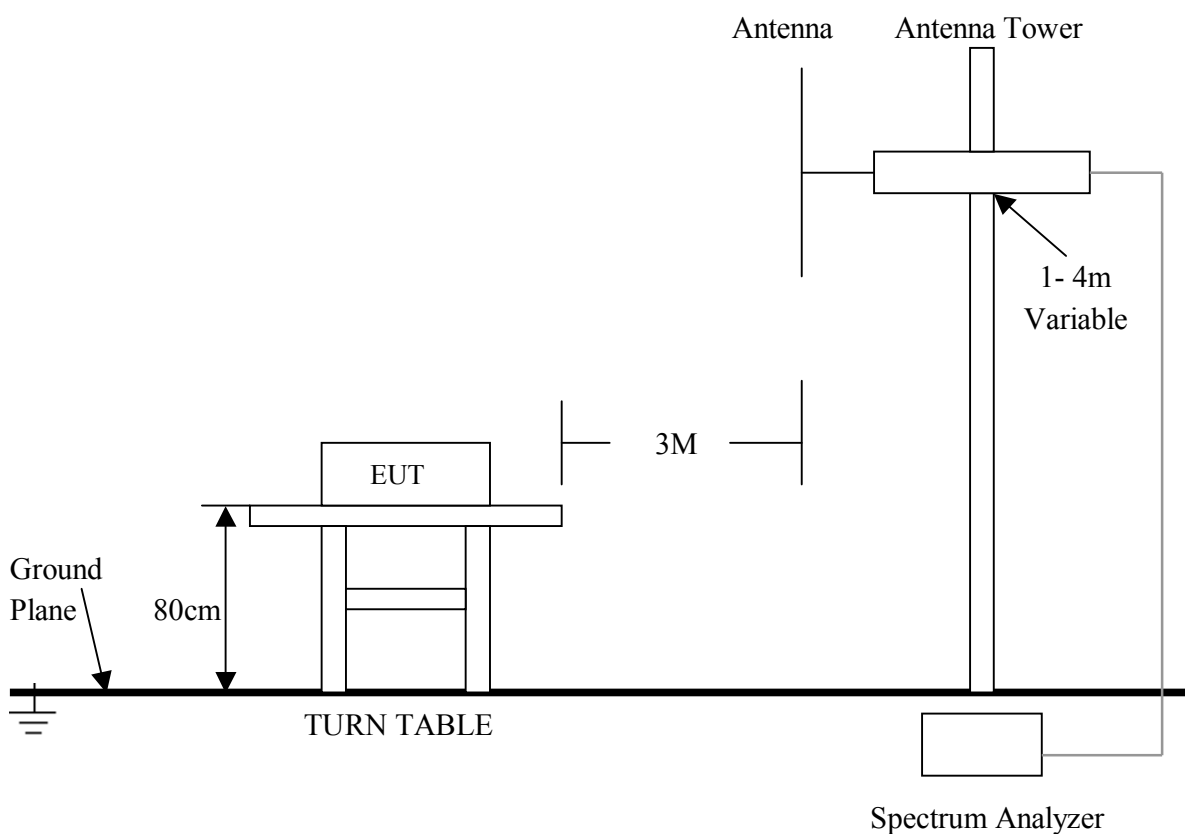 Antenna
Antenna Tower
1- 4m
Variable
3M
EUT
Ground
Plane
80cm
TURN TABLE
Spectrum Analyzer